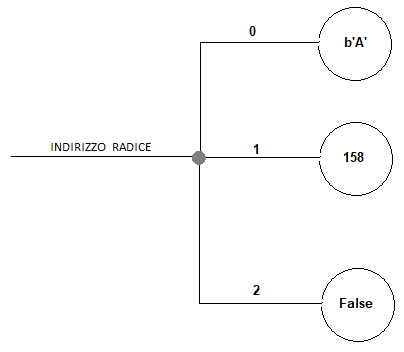 0
b'A'
INDIRIZZO RADICE
1
158
2
False